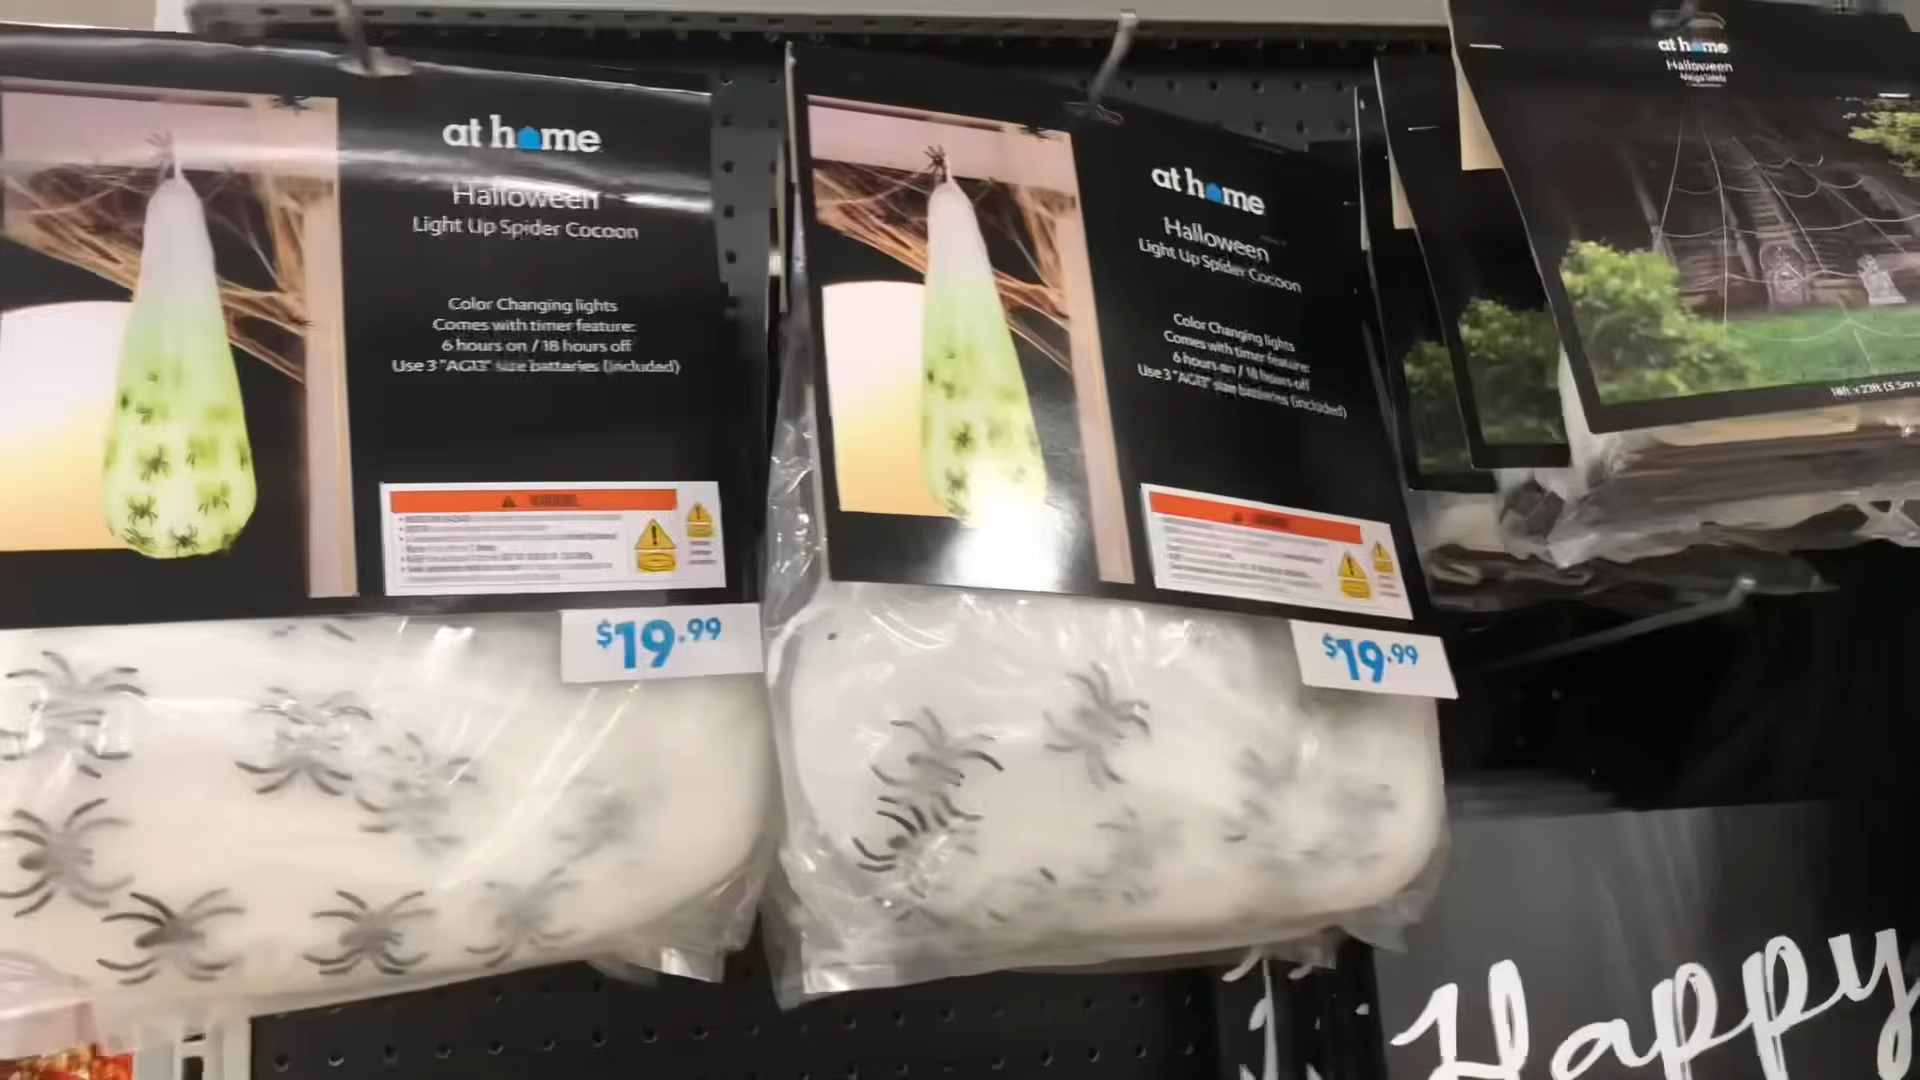 at home
Halloween
Light Up Spider Cocoon
Color Changing lights
Comes with timer feature:
6 hours on / 18 hours off
Use 3 "AG13" size batteries (included)
WARNING
$19.99
at home
Halloween
Light Up Spider Cocoon
Color Changing lights
Comes with timer feature:
6 hours on / 18 hours off
Use 3 "AG13" size batteries (included)
$19.99
at home
Halloween
Happy